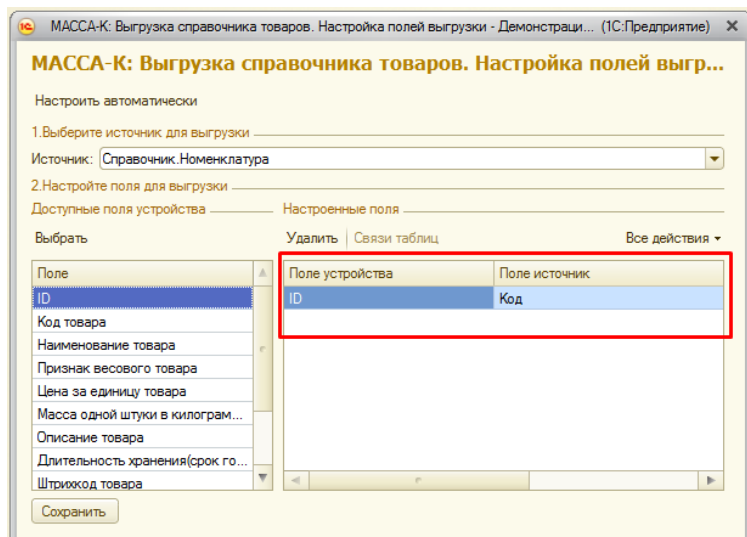 МАССА-К: Выгрузка справочника товаров. Настройка полей выгрузки - Демонстраци... (1С:Предприятие)
МАССА-К: Выгрузка справочника товаров. Настройка полей выгр...
Настроить автоматически
1.Выберите источник для выгрузки
Источник: Справочник.Номенклатура
2.Настройте поля для выгрузки
Доступные поля устройства
Настроенные поля
Выбрать
Удалить Связи таблиц Все действия
Поле
Поле устройства Поле источник
ID
ID Код
Код товара
Наименование товара
Признак весового товара
Цена за единицу товара
Масса одной штуки в килограм...
Описание товара
Длительность хранения(срок го...
Штрихкод товара
Сохранить